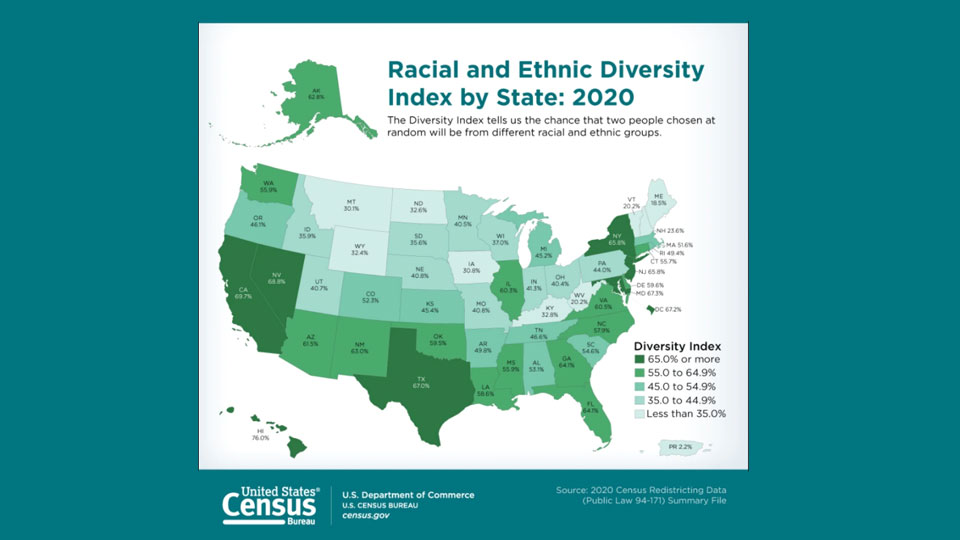 Racial and Ethnic Diversity
Index by State: 2020
The Diversity Index tells us the chance that two people chosen at
random will be from different racial and ethnic groups.
AK
62.8%
WA
55.9%
OR
46.1%
ID
35.9%
MT
30.1%
ND
32.6%
MN
40.5%
WI
37.0%
MI
45.2%
VT
20.2%
ME
18.5%
NH 23.6%
MA 51.6%
RI 49.4%
CT 55.7%
NJ 65.8%
DE 59.6%
MD 67.3%
DC 67.2%
NY
65.8%
PA
44.0%
SD
35.6%
WY
32.4%
NV
68.8%
CA
69.7%
UT
40.7%
CO
52.3%
NE
40.8%
IA
30.8%
IL
60.3%
IN
41.3%
OH
40.4%
WV
20.2%
VA
60.5%
KY
32.8%
MO
40.8%
KS
45.4%
AZ
61.5%
NM
63.0%
OK
59.5%
AR
49.8%
TN
46.6%
NC
57.9%
SC
54.6%
TX
67.0%
LA
58.6%
MS
55.9%
AL
53.1%
GA
64.1%
FL
64.1%
HI
76.0%
PR 2.2%
Diversity Index
65.0% or more
55.0 to 64.9%
45.0 to 54.9%
35.0 to 44.9%
Less than 35.0%
United States®
Census
Bureau
U.S. Department of Commerce
U.S. CENSUS BUREAU
census.gov
Source: 2020 Census Redistricting Data
(Public Law 94-171) Summary File